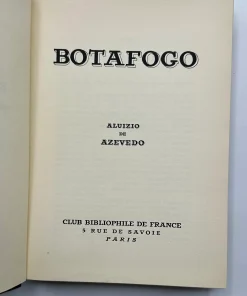 BOTAFOGO
ALUIZIO
DE
AZEVEDO
CLUB BIBLIOPHILE DE FRANCE
5 RUE DE SAVOIE
PARIS